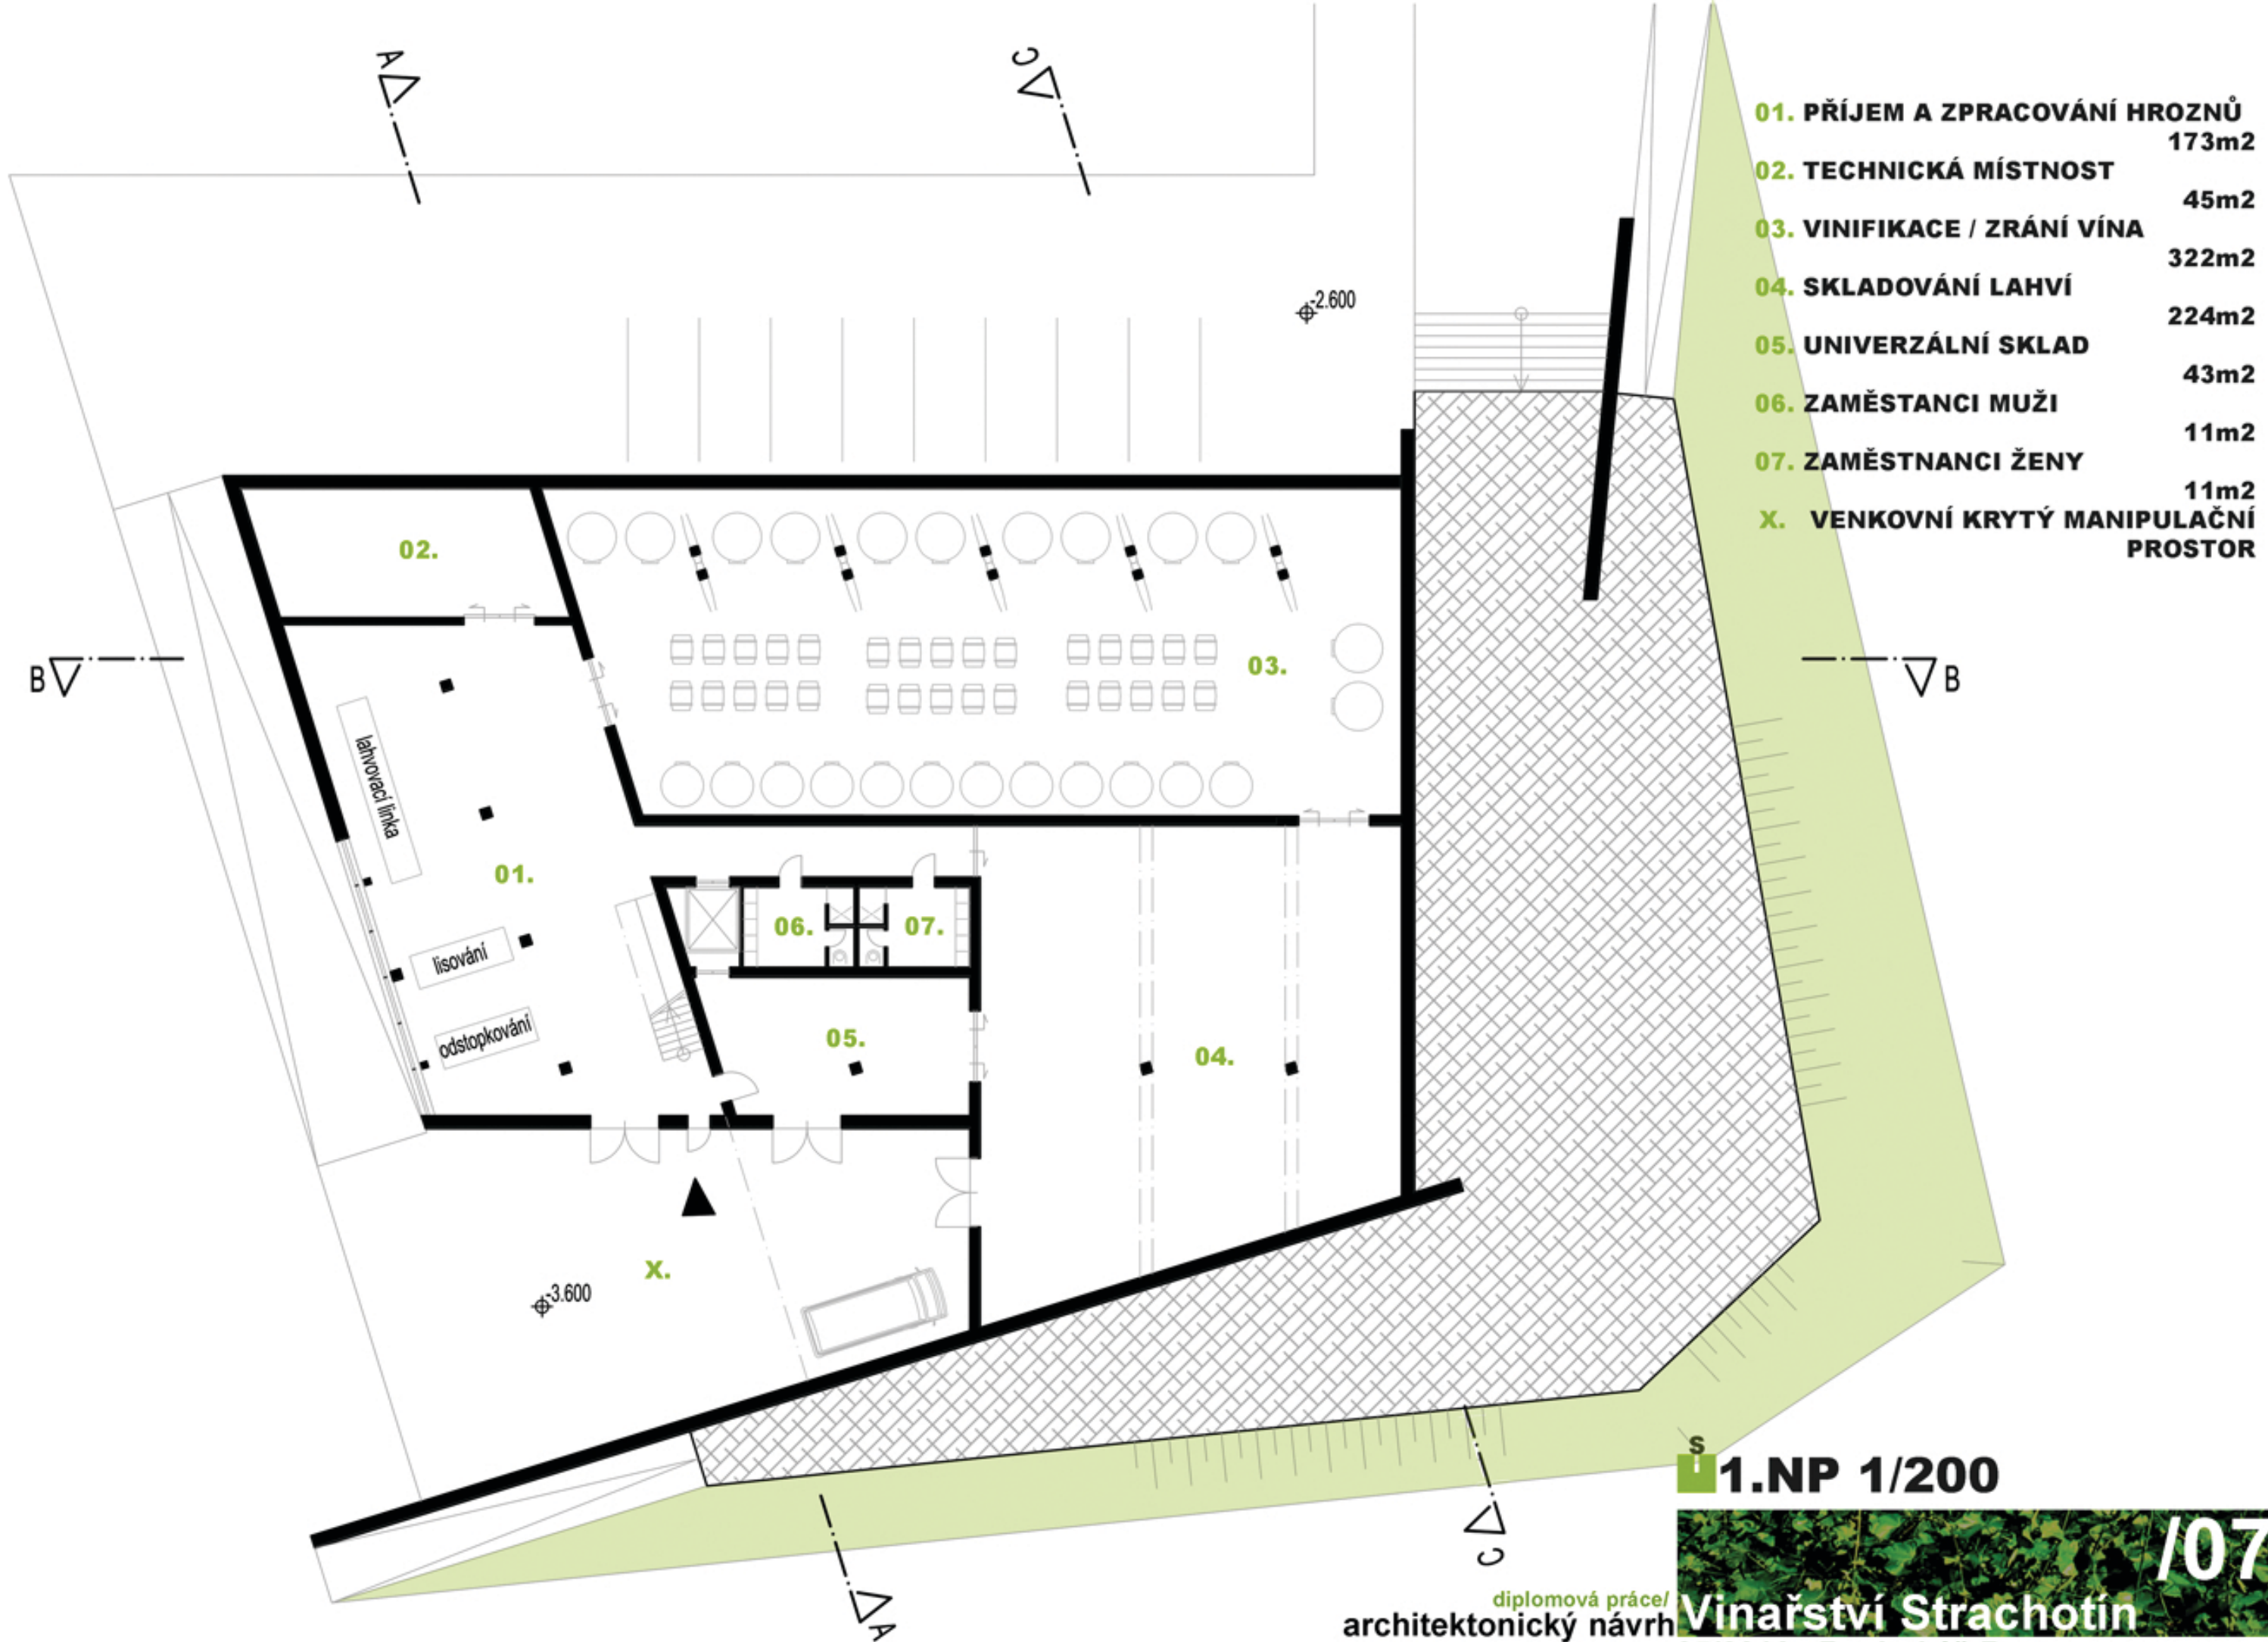 A
C
01. PŘÍJEM A ZPRACOVÁNÍ HROZNŮ
173m2
02. TECHNICKÁ MÍSTNOST
45m2
03. VINIFIKACE / ZRÁNÍ VÍNA
322m2
04. SKLADOVÁNÍ LAHVÍ
224m2
05. UNIVERZÁLNÍ SKLAD
43m2
06. ZAMĚSTANCI MUŽI
11m2
07. ZAMĚSTNANCI ŽENY
11m2
X. VENKOVNÍ KRYTÝ MANIPULAČNÍ
PROSTOR
-2.600
02.
B
03.
B
lahvovací linka
01.
06.
07.
lisování
odstopkování
05.
04.
X.
-3.600
S
1.NP 1/200
C
A
/07
diplomová práce/
architektonický návrh
Vinařství Strachotín